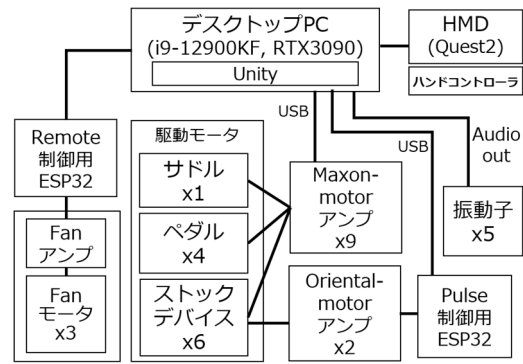 デスクトップPC
(i9-12900KF, RTX3090)
Unity
HMD
(Quest2)
ハンドコントローラ
USB
USB
Audio
out
Remote
制御用
ESP32
駆動モータ
サドル
x1
ペダル
x4
ストック
デバイス
x6
Maxon-
motor
アンプ
x9
振動子
x5
Fan
アンプ
Fan
モータ
x3
Oriental-
motor
アンプ
x2
Pulse
制御用
ESP32